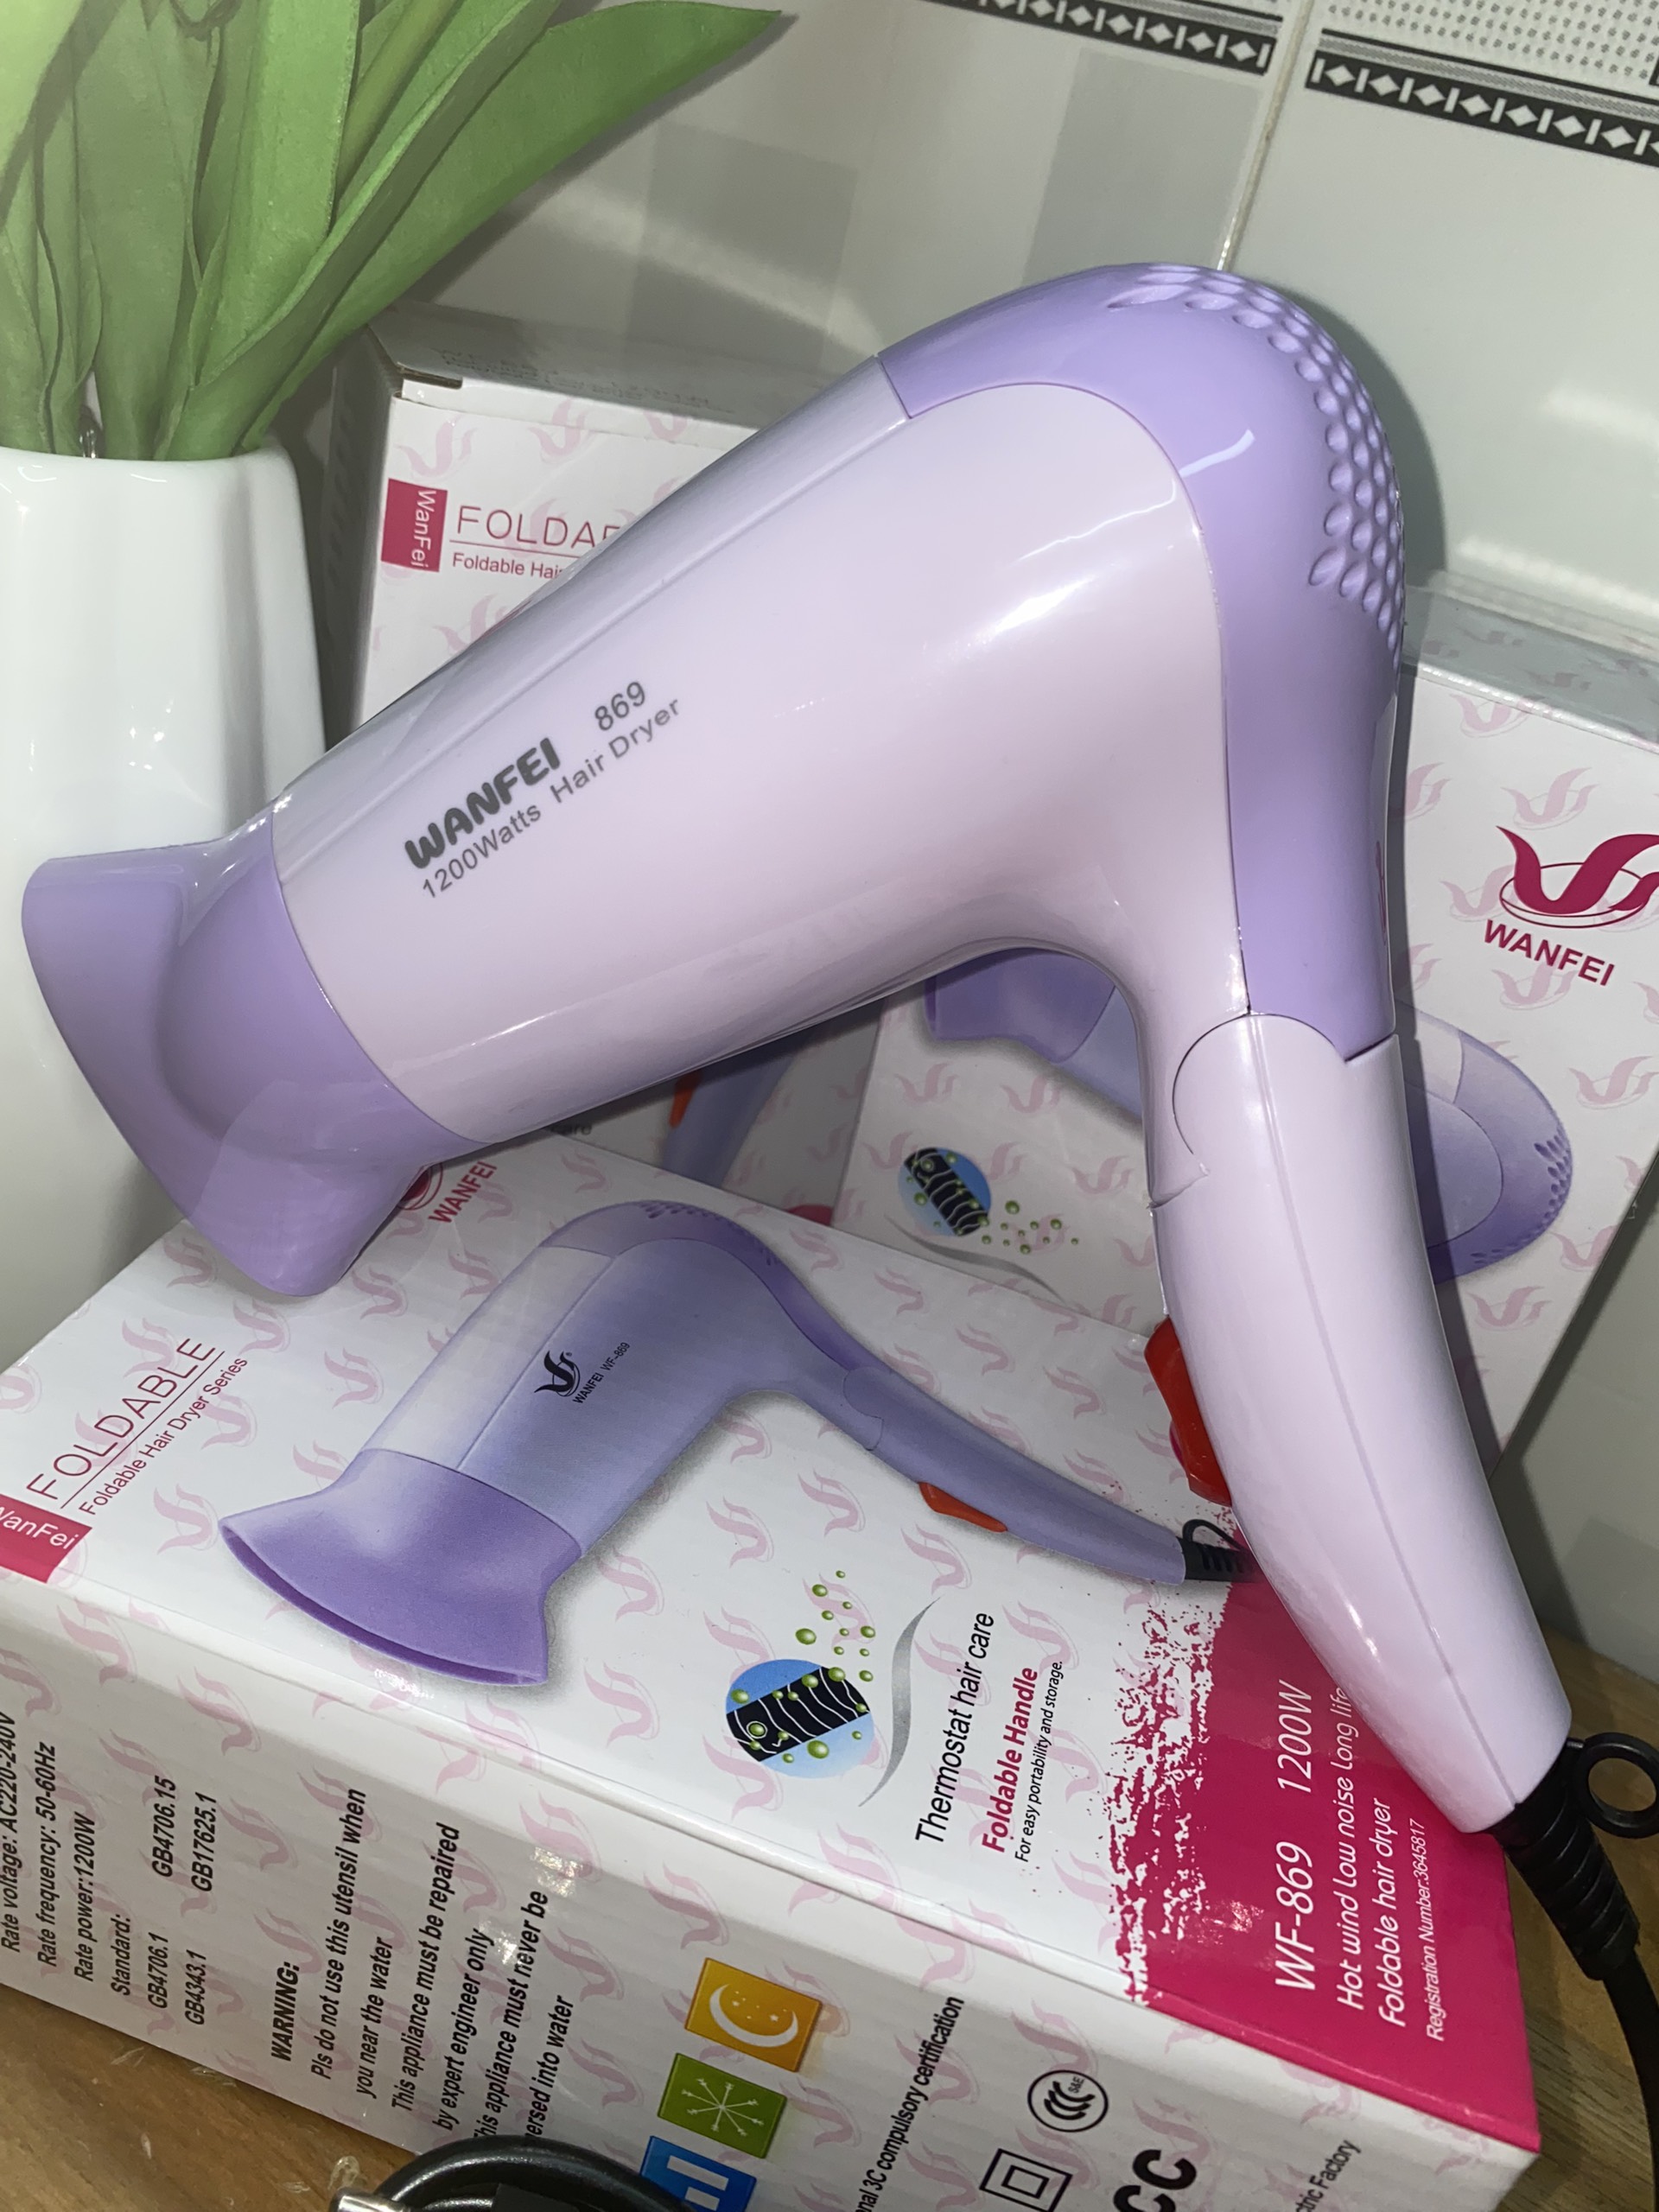 WanFei
FOLDAB
Foldable Hair
WANFEI 869
1200Watts Hair Dryer
WANFEI
WANFEI
WanFei
FOLDABLE
Foldable Hair Dryer Series
WANFEI WF-869
Thermostat hair care
Foldable Handle
For easy portability and storage.
WF-869 1200W
Hot wind Low noise Long life
Foldable hair dryer
Registration Number:3645817
Rate voltage: AC220-240V
Rate frequency: 50-60Hz
Rate power:1200W
Standard:
GB4706.1 GB4706.15
GB4343.1 GB17625.1
WARNING:
Pls do not use this utensil when
you near the water
This appliance must be repaired
by expert engineer only
this appliance must never be
ersed into water
nal 3C compulsory certification
CCC
S&E
Factory
care